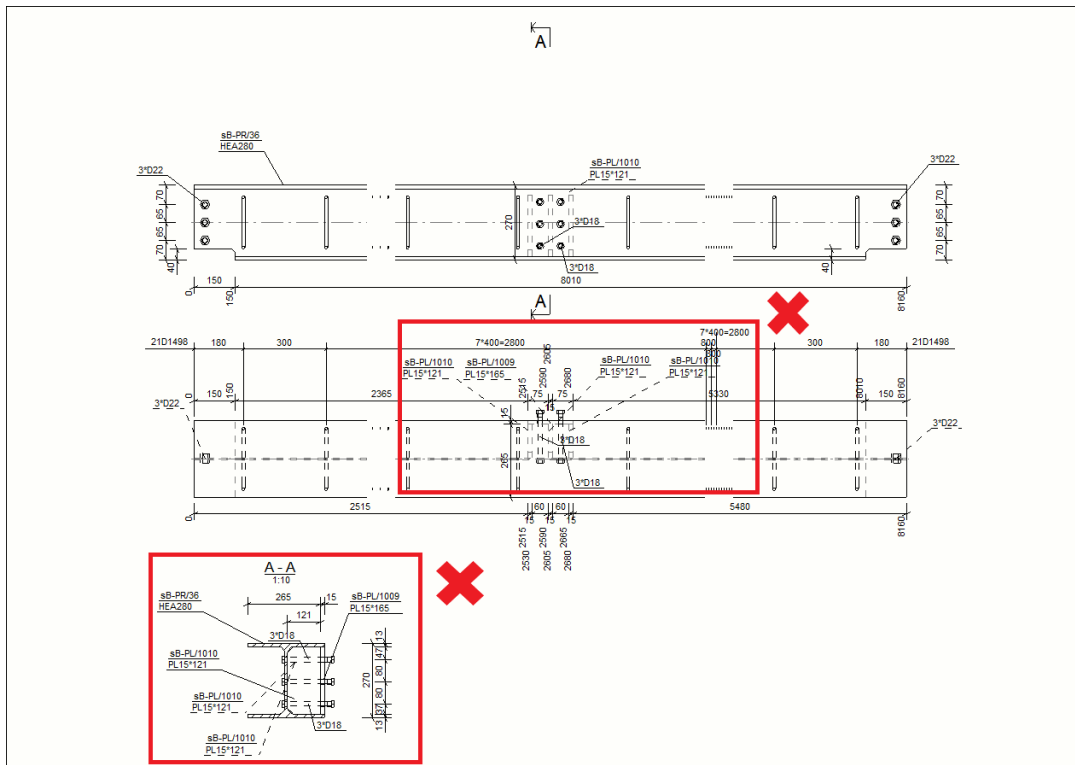 A
sB-PR/36
HEA280
sB-PL/1010
PL15*121
3*D22
3*D22
70
65
65
70
40
270
3*D18
3*D18
40
70
65
65
70
0
150
150
8010
8160
A
21D1498
180
300
7*400=2800
2605
7*400=2800
800
300
180
21D1498
sB-PL/1010
PL15*121
sB-PL/1009
PL15*165
sB-PL/1010
PL15*121
sB-PL/1010
PL15*121
0
150
150
2365
2515
75
2590
75
2680
15
5330
8010
150
8160
3*D22
15
3*D18
265
3*D18
3*D22
0
2515
60
60
5480
8160
15
15
15
2515
2530
2590
2605
2665
2680
A - A
1:10
sB-PR/36
HEA280
265
15
sB-PL/1009
PL15*165
121
3*D18
sB-PL/1010
PL15*121
sB-PL/1010
PL15*121
sB-PL/1010
PL15*121
3*D18
270
13
47
80
80
37
13